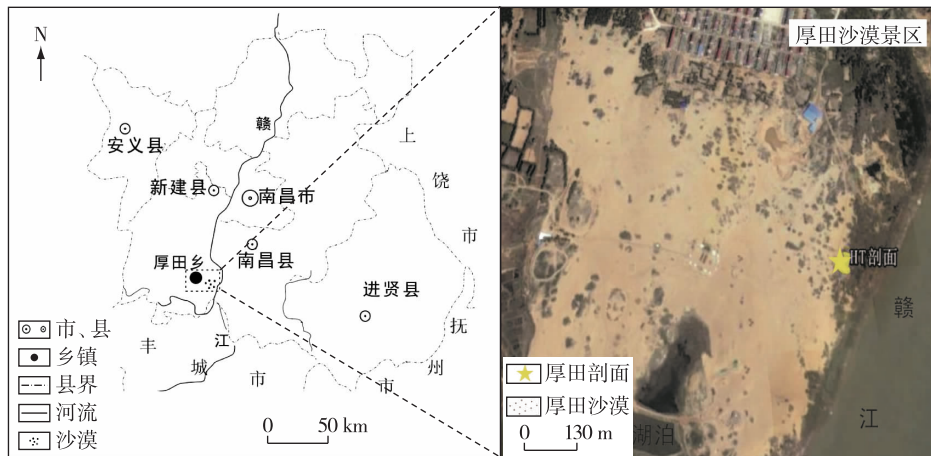 N
赣
安义县
上
饶
市
新建县
南昌市
南昌县
厚田乡
进贤县
抚
州
市
江
丰
城
市
市、县
乡镇
县界
河流
沙漠
0 50 km
厚田沙漠景区
HT剖面
赣
江
湖泊
厚田剖面
厚田沙漠
0 130 m